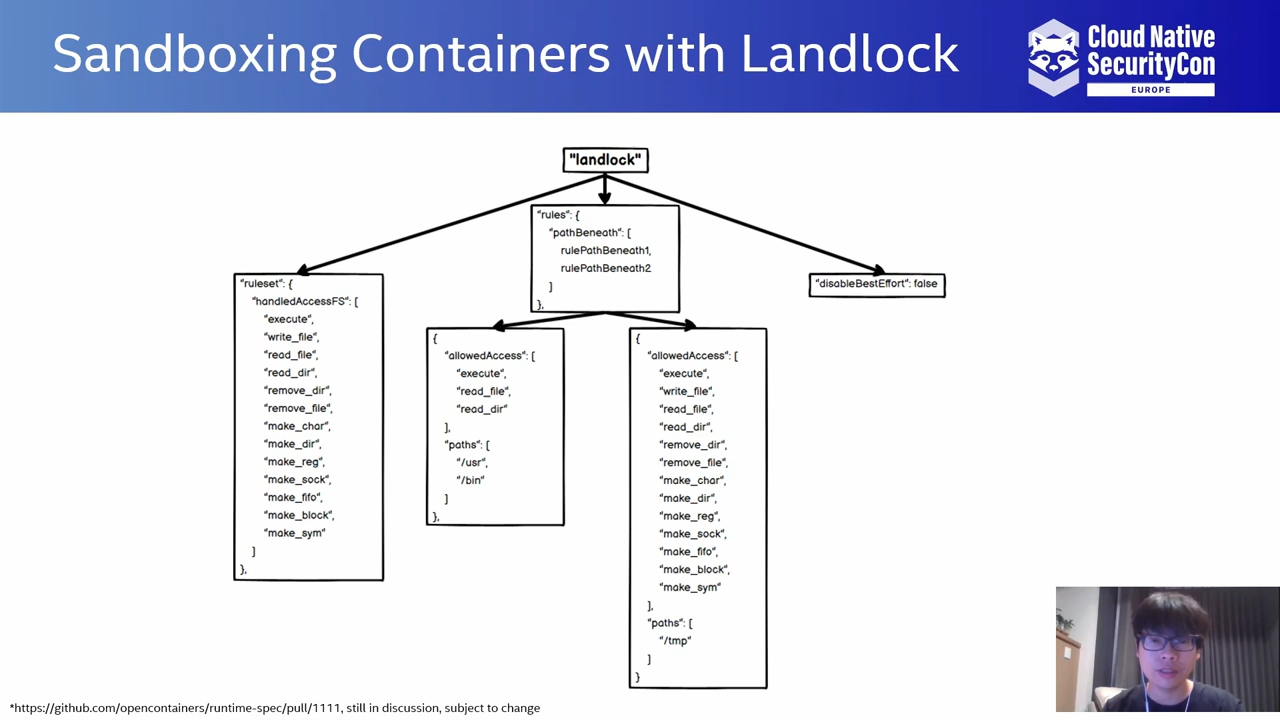 Sandboxing Containers with Landlock
Cloud Native
SecurityCon
EUROPE
"landlock"
"rules": {
"pathBeneath": [
rulePathBeneath1,
rulePathBeneath2
]
},
"ruleset": {
"handledAccessFS": [
"execute",
"write_file",
"read_file",
"read_dir",
"remove_dir",
"remove_file",
"make_char",
"make_dir",
"make_reg",
"make_sock",
"make_fifo",
"make_block",
"make_sym"
]
},
"disableBestEffort": false
{
"allowedAccess": [
"execute",
"read_file",
"read_dir"
],
"paths": [
"/usr",
"/bin"
]
},
{
"allowedAccess": [
"execute",
"write_file",
"read_file",
"read_dir",
"remove_dir",
"remove_file",
"make_char",
"make_dir",
"make_reg",
"make_sock",
"make_fifo",
"make_block",
"make_sym"
],
"paths": [
"/tmp"
]
}
*https://github.com/opencontainers/runtime-spec/pull/1111, still in discussion, subject to change